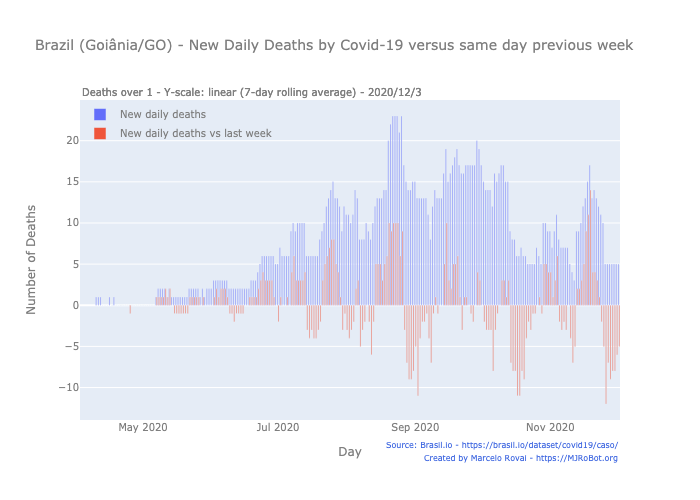 Brazil (Goiânia/GO) - New Daily Deaths by Covid-19 versus same day previous week
Deaths over 1 - Y-scale: linear (7-day rolling average) - 2020/12/3
New daily deaths
New daily deaths vs last week
20
15
10
5
0
−5
−10
Number of Deaths
May 2020
Jul 2020
Sep 2020
Nov 2020
Day
Source: Brasil.io - https://brasil.io/dataset/covid19/caso/
Created by Marcelo Rovai - https://MJRoBot.org